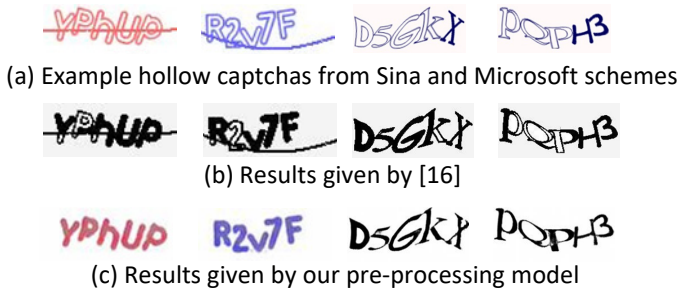 YPhUP R2v7F D5GKX PQPH3
(a) Example hollow captchas from Sina and Microsoft schemes
YPhUP R2v7F D5GKX PQPH3
(b) Results given by [16]
YPhUP R2v7F D5GKX PQPH3
(c) Results given by our pre-processing model